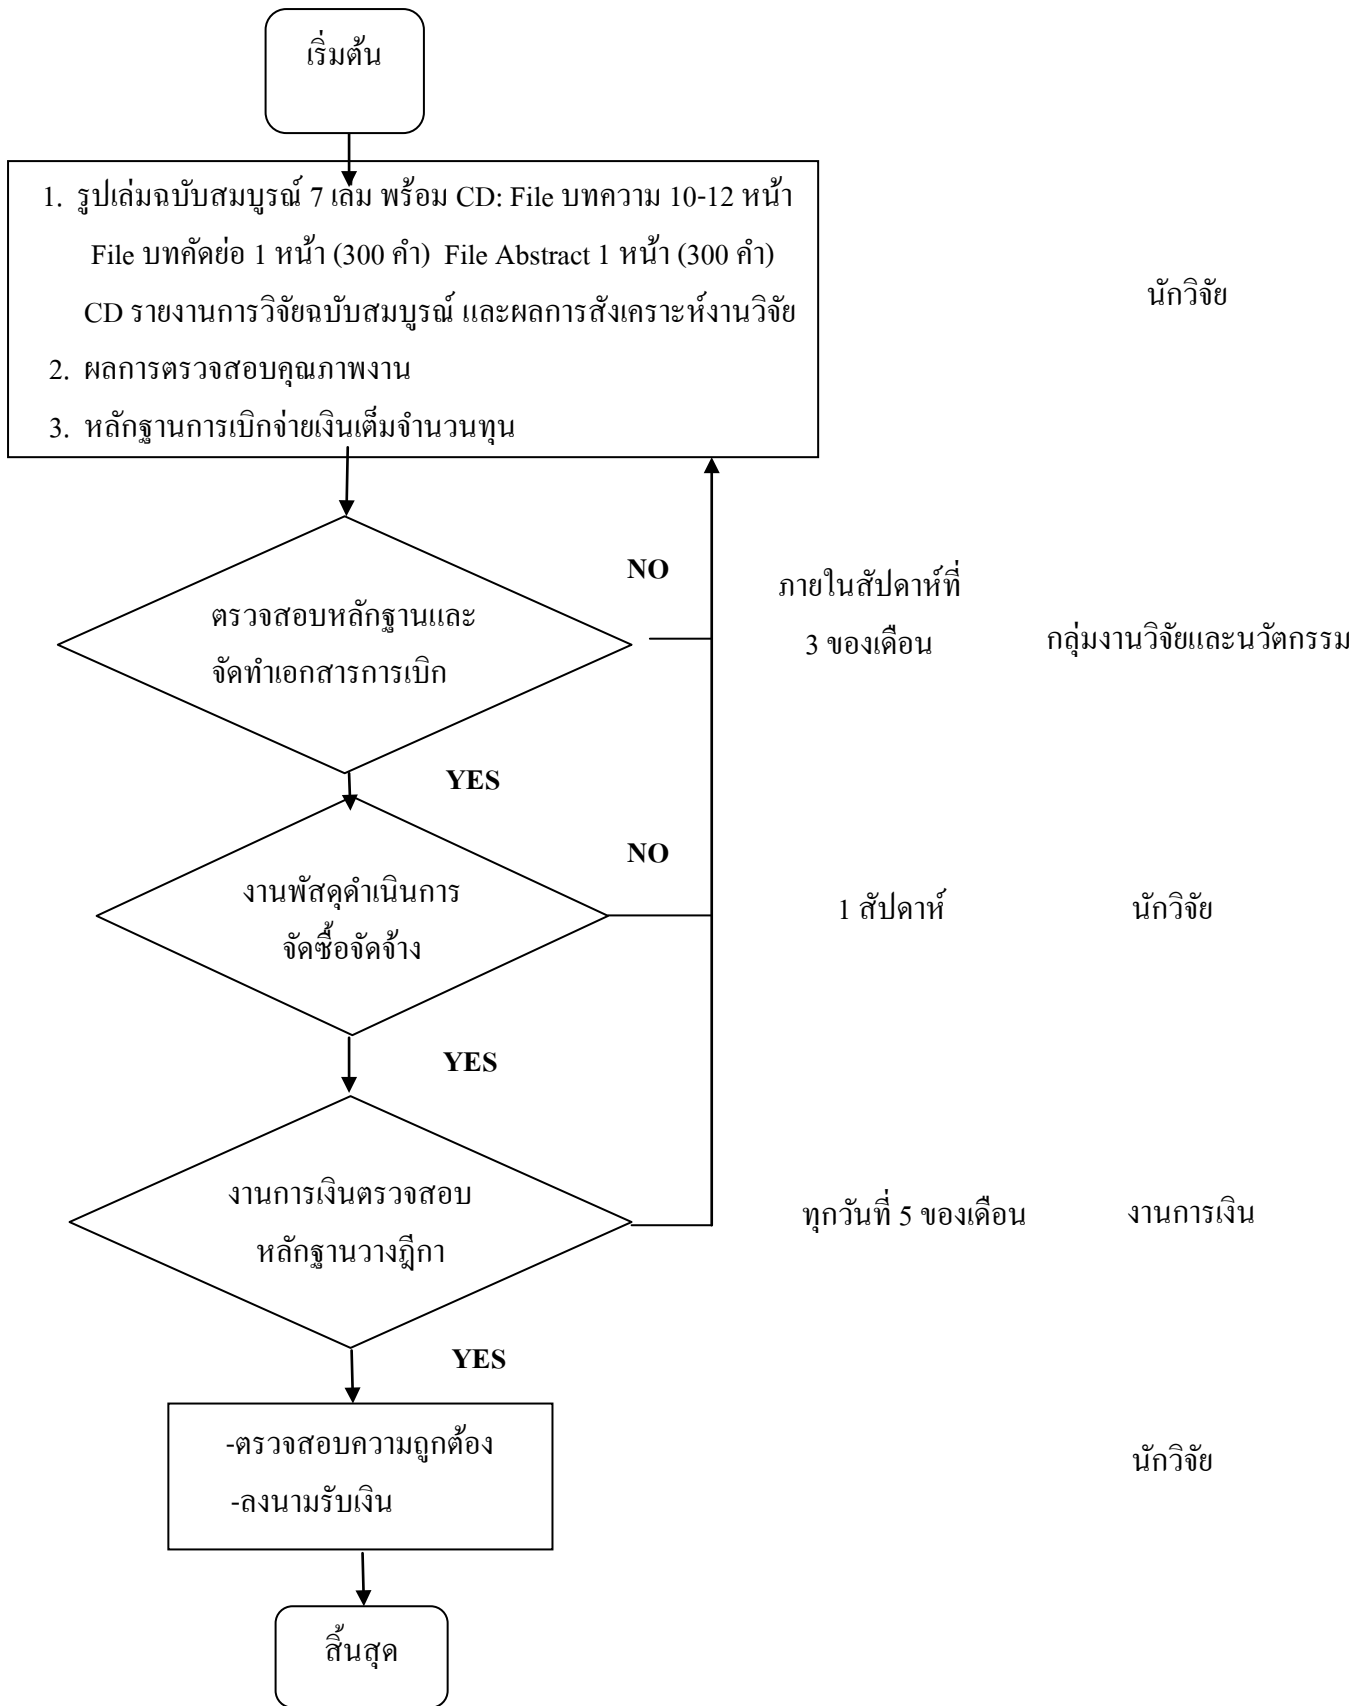 เริ่มต้น
1. รูปเล่มฉบับสมบูรณ์ 7 เล่ม พร้อม CD: File บทความ 10-12 หน้า
File บทคัดย่อ 1 หน้า (300 คำ) File Abstract 1 หน้า (300 คำ)
CD รายงานการวิจัยฉบับสมบูรณ์ และผลการสังเคราะห์งานวิจัย
นักวิจัย
2. ผลการตรวจสอบคุณภาพงาน
3. หลักฐานการเบิกจ่ายเงินเต็มจำนวนทุน
NO
ตรวจสอบหลักฐานและ
จัดทำเอกสารการเบิก
ภายในสัปดาห์ที่
3 ของเดือน
กลุ่มงานวิจัยและนวัตกรรม
YES
NO
งานพัสดุดำเนินการ
จัดซื้อจัดจ้าง
1 สัปดาห์
นักวิจัย
YES
งานการเงินตรวจสอบ
หลักฐานวางฎีกา
ทุกวันที่ 5 ของเดือน
งานการเงิน
YES
-ตรวจสอบความถูกต้อง
-ลงนามรับเงิน
นักวิจัย
สิ้นสุด